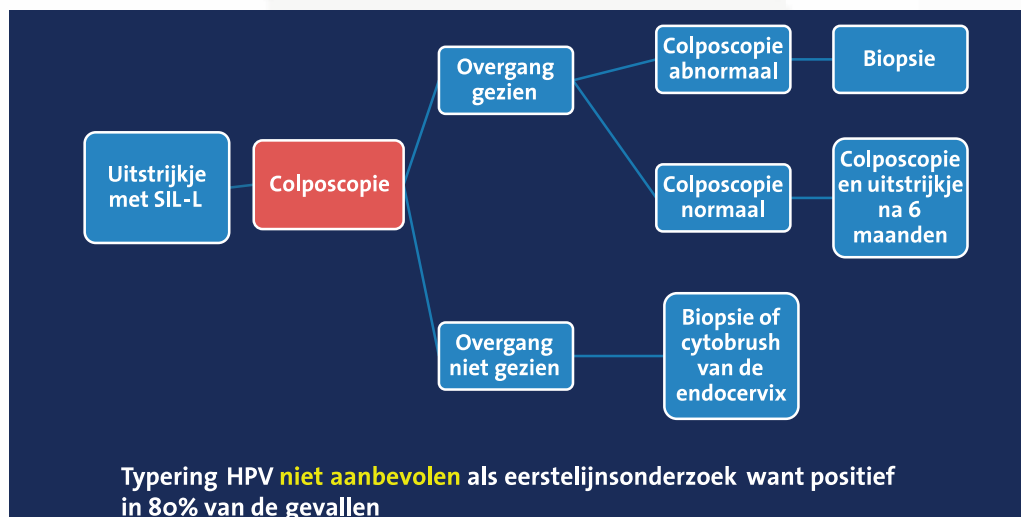 Uitstrijkje
met SIL-L
Colposcopie
Overgang
gezien
Colposcopie
abnormaal
Biopsie
Colposcopie
normaal
Colposcopie
en uitstrijkje
na 6
maanden
Overgang
niet gezien
Biopsie of
cytobrush
van de
endocervix
Typering HPV niet aanbevolen als eerstelijnsonderzoek want positief
in 80% van de gevallen